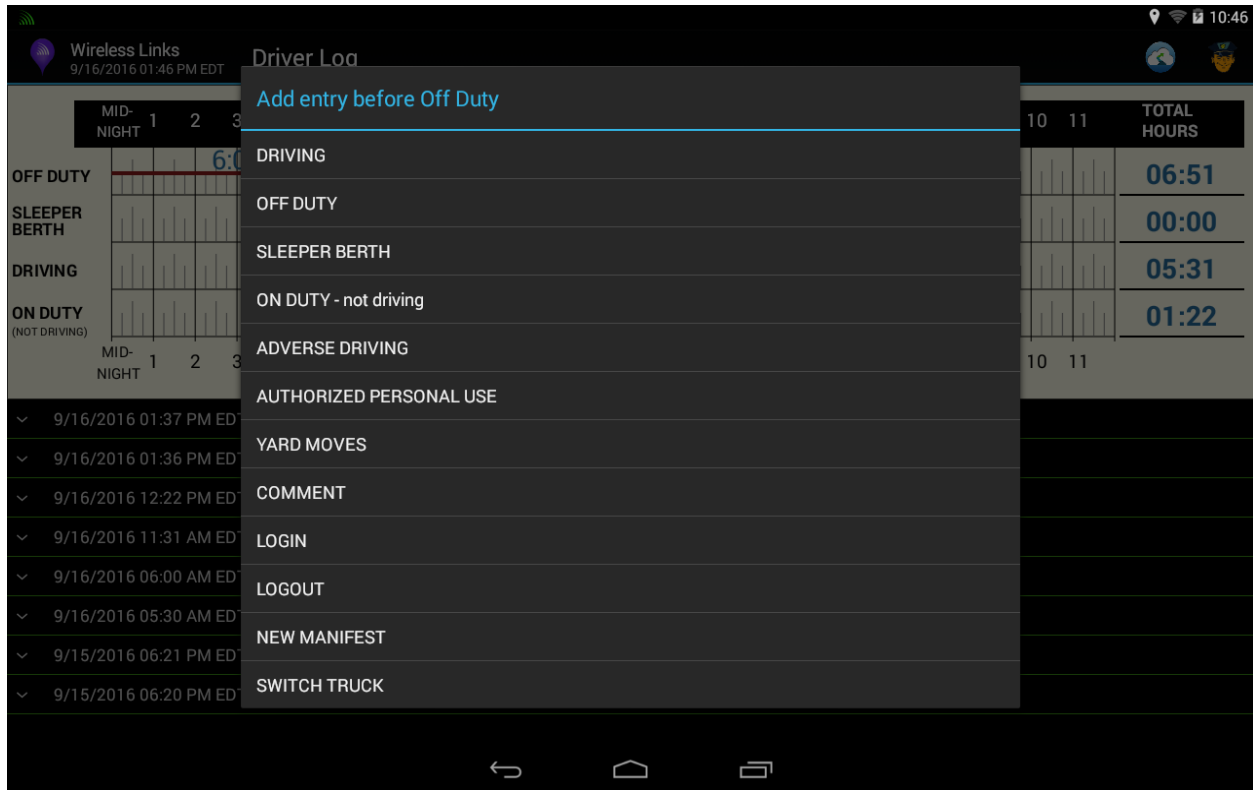 10:46
Wireless Links
9/16/2016 01:46 PM EDT
Driver Log
Add entry before Off Duty
MID-NIGHT 1 2 3 10 11 TOTAL HOURS
OFF DUTY 06:51
SLEEPER BERTH 00:00
DRIVING 05:31
ON DUTY (NOT DRIVING) 01:22
MID-NIGHT 1 2 3 10 11
DRIVING
OFF DUTY
SLEEPER BERTH
ON DUTY - not driving
ADVERSE DRIVING
AUTHORIZED PERSONAL USE
YARD MOVES
COMMENT
LOGIN
LOGOUT
NEW MANIFEST
SWITCH TRUCK
9/16/2016 01:37 PM
9/16/2016 01:36 PM
9/16/2016 12:22 PM
9/16/2016 11:31 AM
9/16/2016 06:00 AM
9/16/2016 05:30 AM
9/15/2016 06:21 PM
9/15/2016 06:20 PM